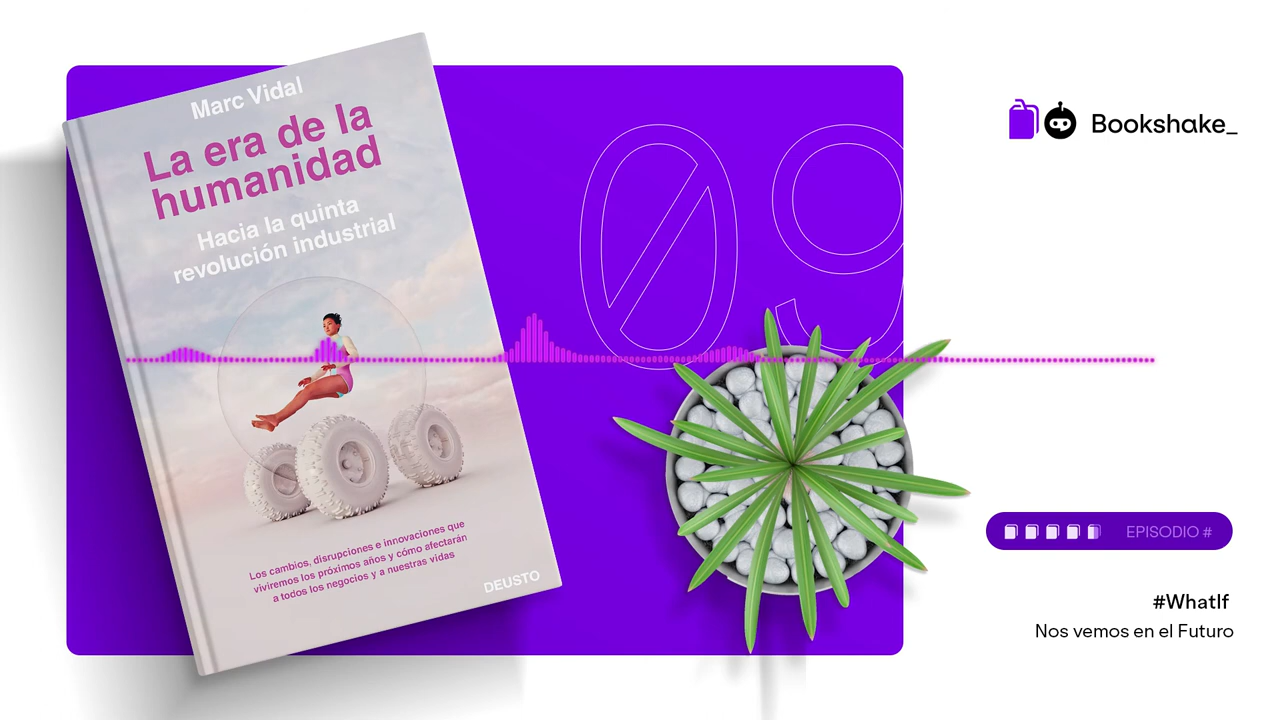 Marc Vidal
La era de la
humanidad
Hacia la quinta
revolución industrial
Los cambios, disrupciones e innovaciones que
viviremos los próximos años y cómo afectarán
a todos los negocios y a nuestras vidas
DEUSTO
09
Bookshake_
EPISODIO #
#WhatIf
Nos vemos en el Futuro